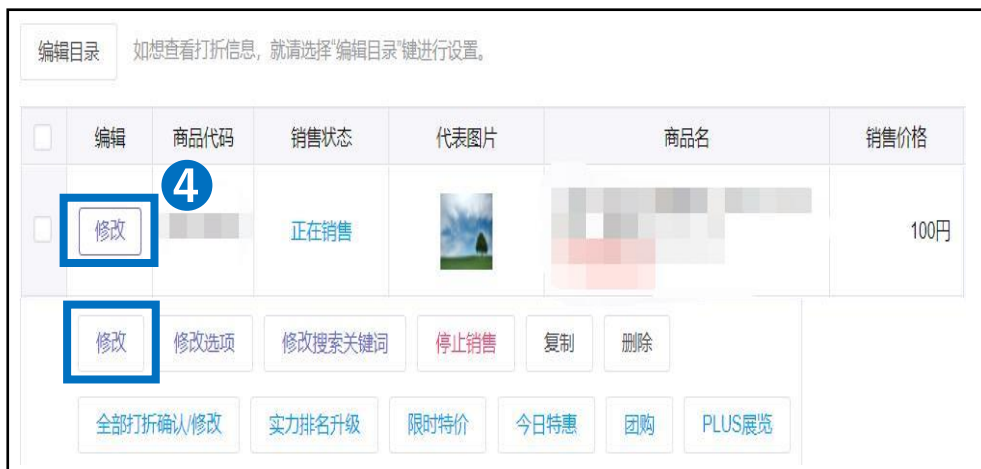 编辑目录 如想查看打折信息，就请选择"编辑目录"键进行设置。
编辑 商品代码 销售状态 代表图片 商品名 销售价格
4
修改 正在销售 100円
修改 修改选项 修改搜索关键词 停止销售 复制 删除
全部打折确认/修改 实力排名升级 限时特价 今日特惠 团购 PLUS展览